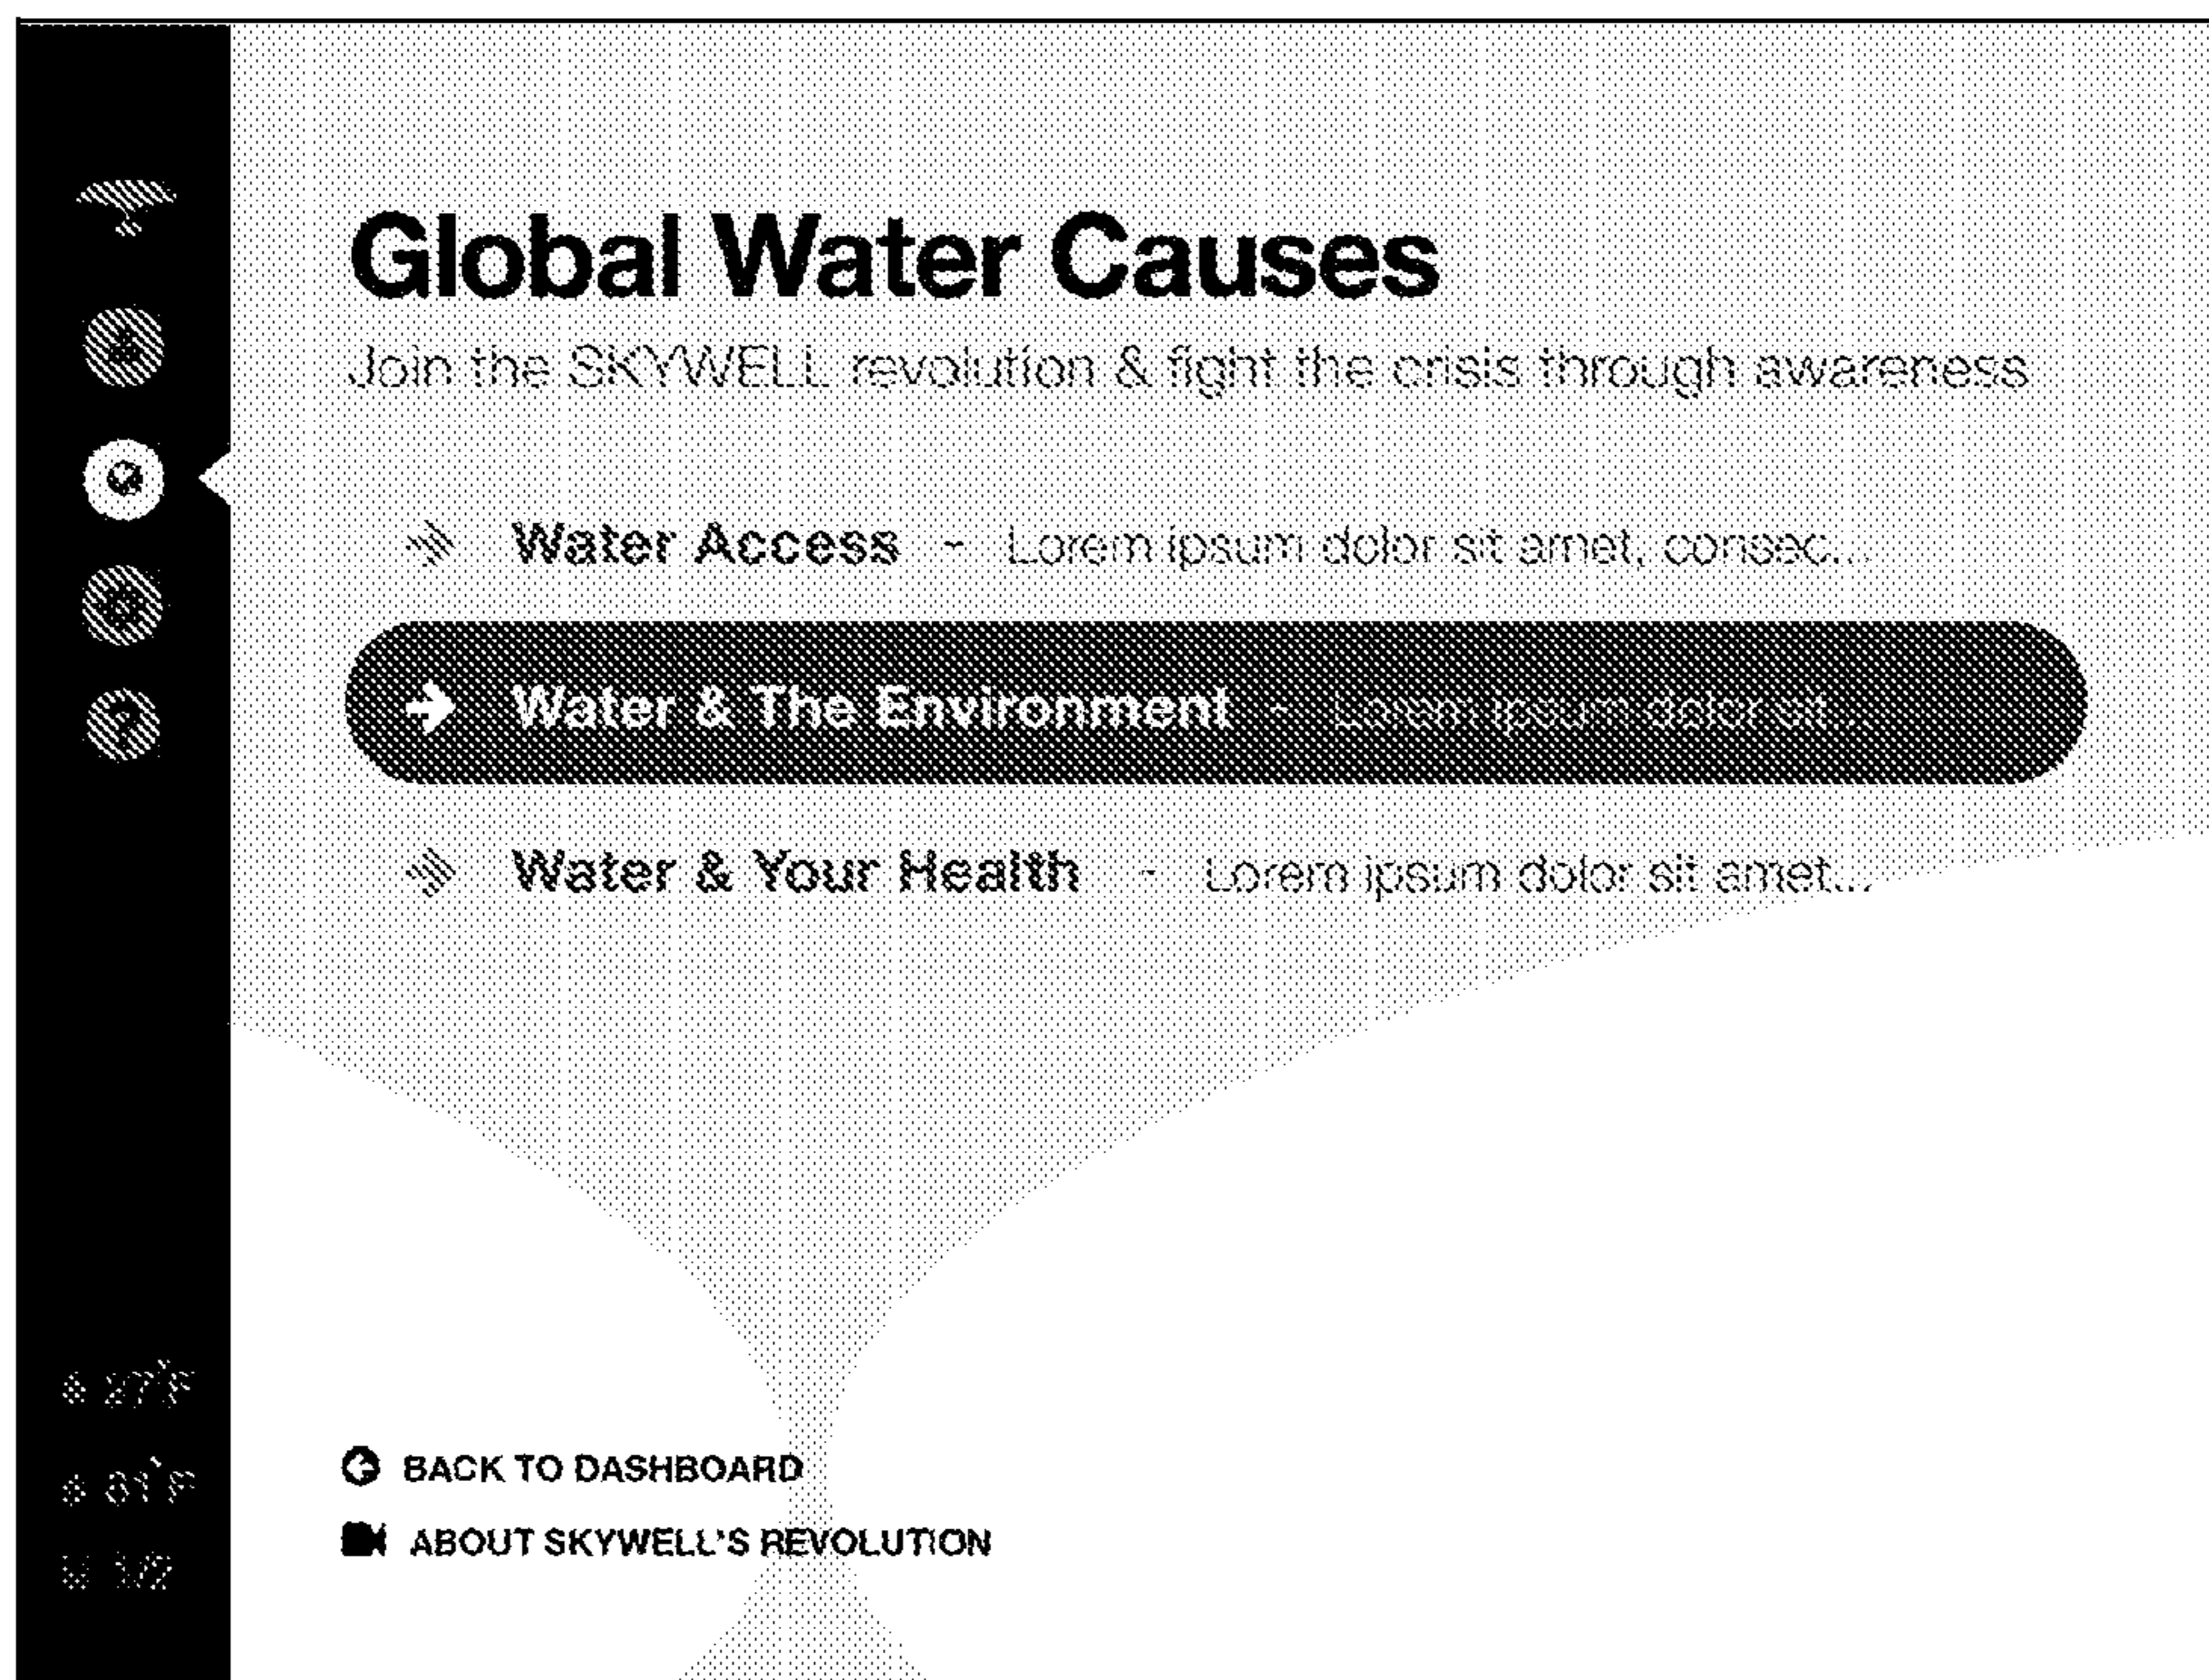 Global Water Causes
Join the SKYWELL revolution & fight the crisis through awareness
Water Access - Lorem ipsum dolor sit amet, consec...
Water & The Environment - Lorem ipsum dolor sit...
Water & Your Health - Lorem ipsum dolor sit amet...
BACK TO DASHBOARD
ABOUT SKYWELL'S REVOLUTION
1/2